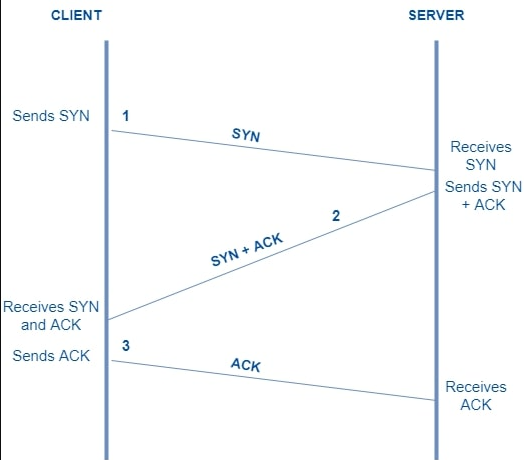 CLIENT
SERVER
Sends SYN
1
SYN
Receives
SYN
Sends SYN
+ ACK
2
SYN + ACK
Receives SYN
and ACK
Sends ACK
3
ACK
Receives
ACK